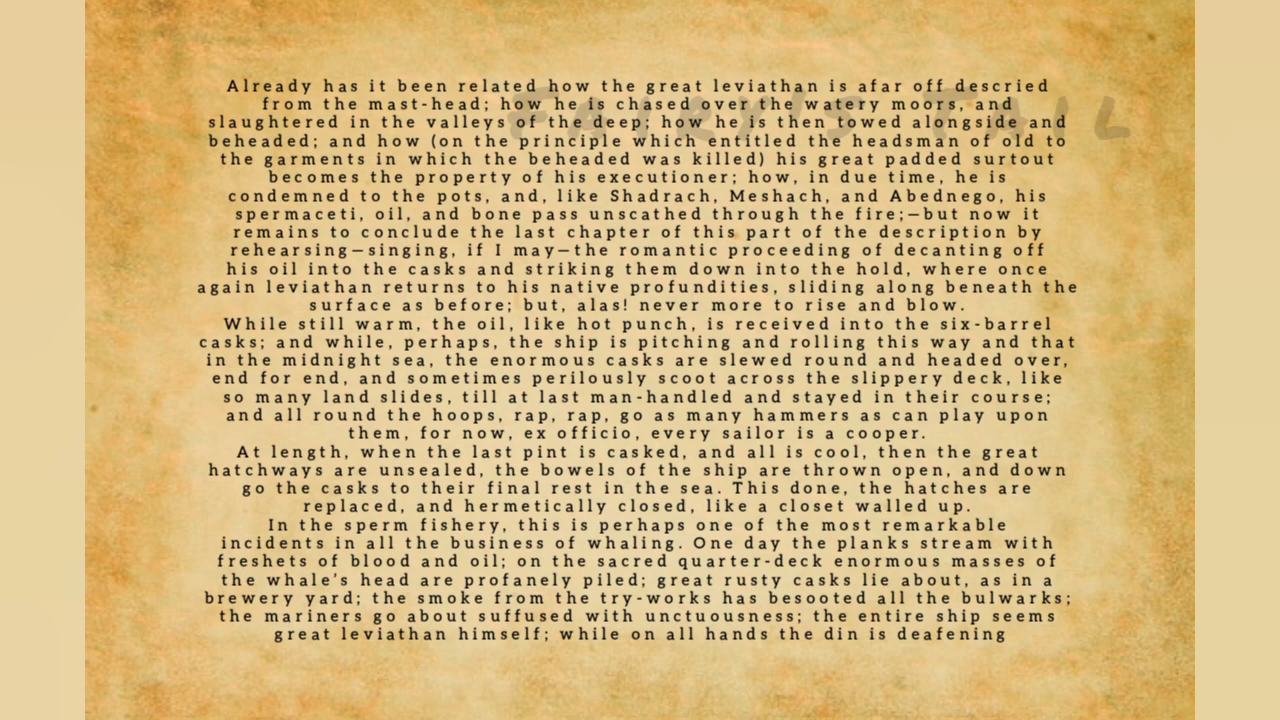 Already has it been related how the great leviathan is afar off descried
from the mast-head; how he is chased over the watery moors, and
slaughtered in the valleys of the deep; how he is then towed alongside and
beheaded; and how (on the principle which entitled the headsman of old to
the garments in which the beheaded was killed) his great padded surtout
becomes the property of his executioner; how, in due time, he is
condemned to the pots, and, like Shadrach, Meshach, and Abednego, his
spermaceti, oil, and bone pass unscathed through the fire;—but now it
remains to conclude the last chapter of this part of the description by
rehearsing—singing, if I may—the romantic proceeding of decanting off
his oil into the casks and striking them down into the hold, where once
again leviathan returns to his native profundities, sliding along beneath the
surface as before; but, alas! never more to rise and blow.
While still warm, the oil, like hot punch, is received into the six-barrel
casks; and while, perhaps, the ship is pitching and rolling this way and that
in the midnight sea, the enormous casks are slewed round and headed over,
end for end, and sometimes perilously scoot across the slippery deck, like
so many land slides, till at last man-handled and stayed in their course;
and all round the hoops, rap, rap, go as many hammers as can play upon
them, for now, ex officio, every sailor is a cooper.
At length, when the last pint is casked, and all is cool, then the great
hatchways are unsealed, the bowels of the ship are thrown open, and down
go the casks to their final rest in the sea. This done, the hatches are
replaced, and hermetically closed, like a closet walled up.
In the sperm fishery, this is perhaps one of the most remarkable
incidents in all the business of whaling. One day the planks stream with
freshets of blood and oil; on the sacred quarter-deck enormous masses of
the whale's head are profanely piled; great rusty casks lie about, as in a
brewery yard; the smoke from the try-works has besooted all the bulwarks;
the mariners go about suffused with unctuousness; the entire ship seems
great leviathan himself; while on all hands the din is deafening